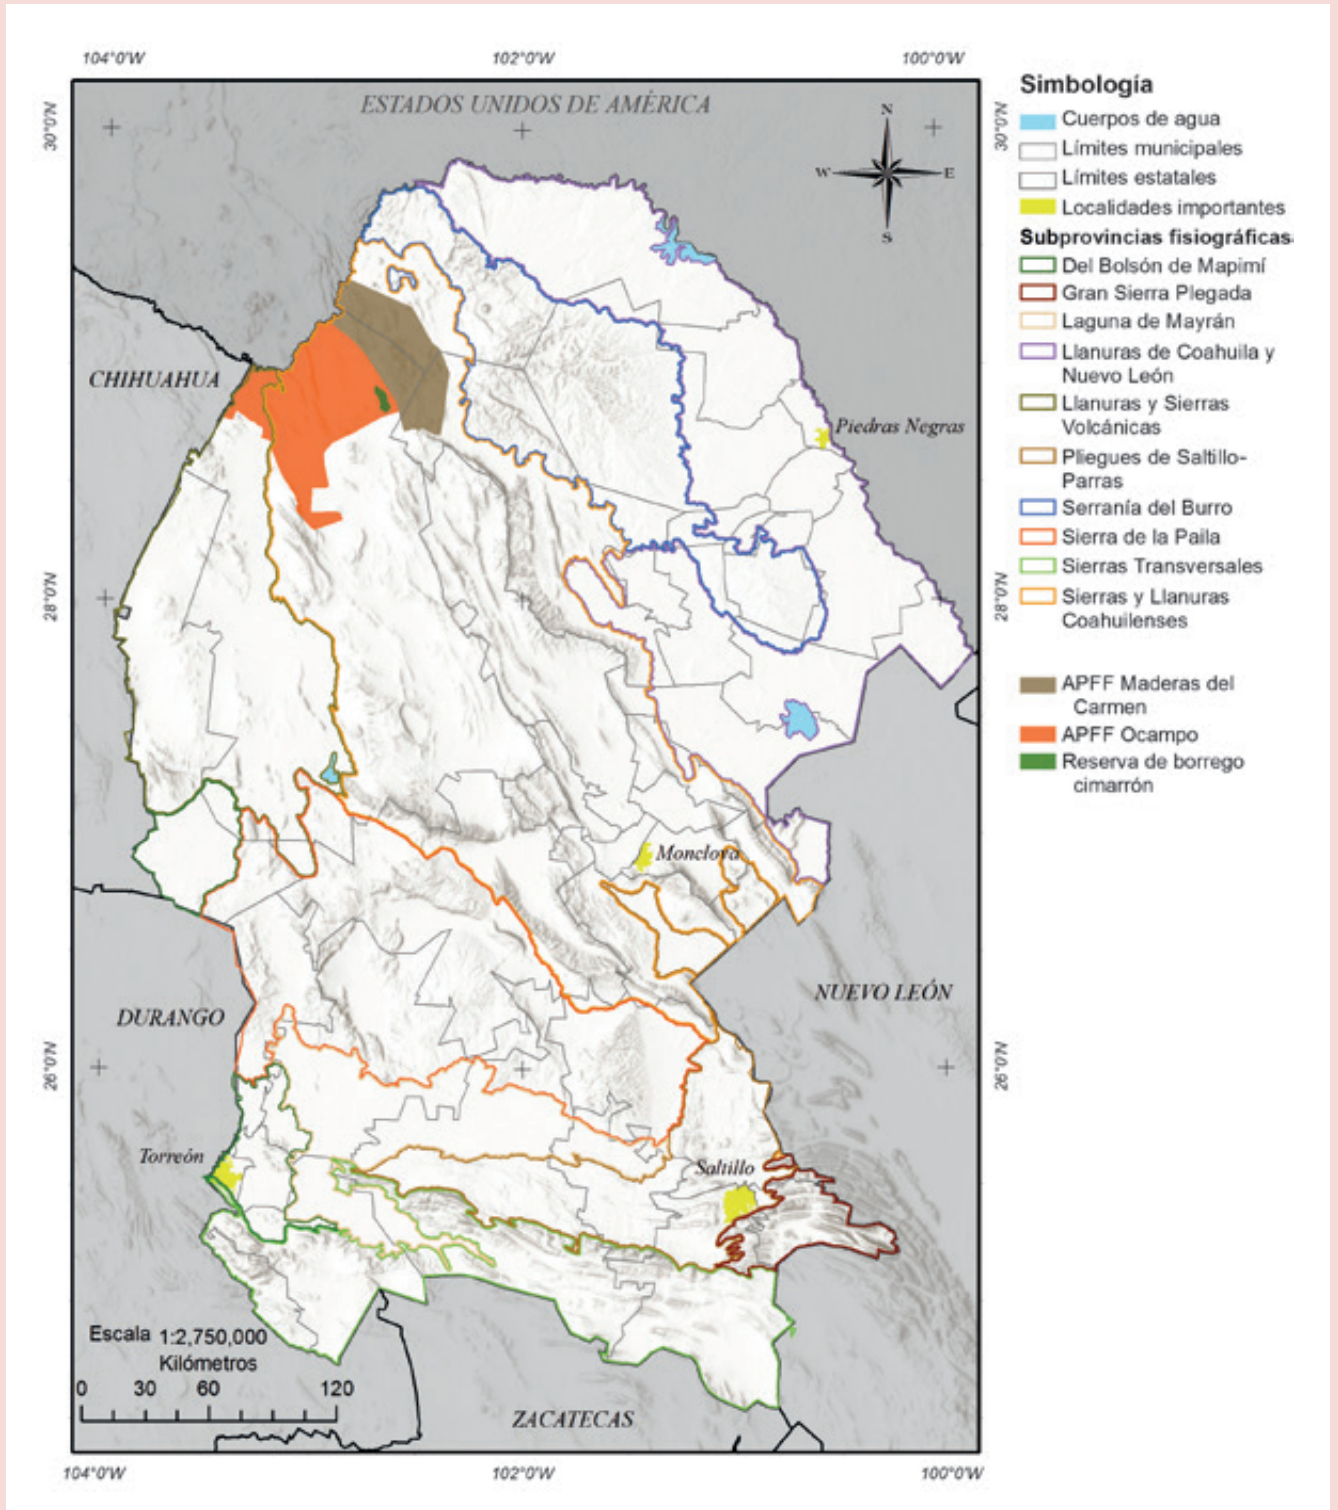 104°0'W 102°0'W 100°0'W
30°0'N
28°0'N
26°0'N
30°0'N
28°0'N
26°0'N
ESTADOS UNIDOS DE AMÉRICA
N
W E
S
CHIHUAHUA
Piedras Negras
Monclova
DURANGO
NUEVO LEÓN
Torreón
Saltillo
ZACATECAS
Escala 1:2,750,000
Kilómetros
0 30 60 120
104°0'W 102°0'W 100°0'W
Simbología
Cuerpos de agua
Límites municipales
Límites estatales
Localidades importantes
Subprovincias fisiográficas
Del Bolsón de Mapimí
Gran Sierra Plegada
Laguna de Mayrán
Llanuras de Coahuila y
Nuevo León
Llanuras y Sierras
Volcánicas
Pliegues de Saltillo-
Parras
Serranía del Burro
Sierra de la Paila
Sierras Transversales
Sierras y Llanuras
Coahuilenses
APFF Maderas del
Carmen
APFF Ocampo
Reserva de borrego
cimarrón